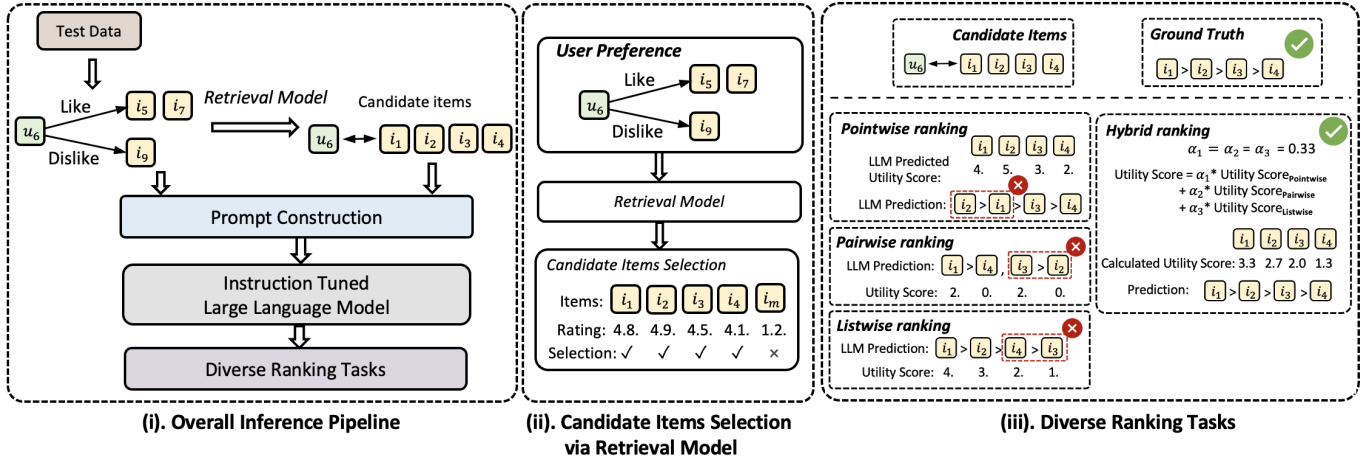 Test Data
Like
i₅ i₇
u₆
Dislike
i₉
Retrieval Model
Candidate items
u₆ i₁ i₂ i₃ i₄
Prompt Construction
Instruction Tuned
Large Language Model
Diverse Ranking Tasks
(i). Overall Inference Pipeline
User Preference
Like
i₅ i₇
u₆
Dislike
i₉
Retrieval Model
Candidate Items Selection
Items: i₁ i₂ i₃ i₄ iₘ
Rating: 4.8. 4.9. 4.5. 4.1. 1.2.
Selection: ✓ ✓ ✓ ✓ ×
(ii). Candidate Items Selection
via Retrieval Model
Candidate Items
u₆ i₁ i₂ i₃ i₄
Ground Truth
i₁ > i₂ > i₃ > i₄
Pointwise ranking
i₁ i₂ i₃ i₄
LLM Predicted
Utility Score: 4. 5. 3. 2.
LLM Prediction: i₂ > i₁ > i₃ > i₄
Pairwise ranking
LLM Prediction: i₁ > i₄ , i₃ > i₂
Utility Score: 2. 0. 2. 0.
Listwise ranking
LLM Prediction: i₁ > i₂ > i₄ > i₃
Utility Score: 4. 3. 2. 1.
Hybrid ranking
α₁ = α₂ = α₃ = 0.33
Utility Score = α₁* Utility Score_Pointwise
+ α₂* Utility Score_Pairwise
+ α₃* Utility Score_Listwise
i₁ i₂ i₃ i₄
Calculated Utility Score: 3.3 2.7 2.0 1.3
Prediction: i₁ > i₂ > i₃ > i₄
(iii). Diverse Ranking Tasks